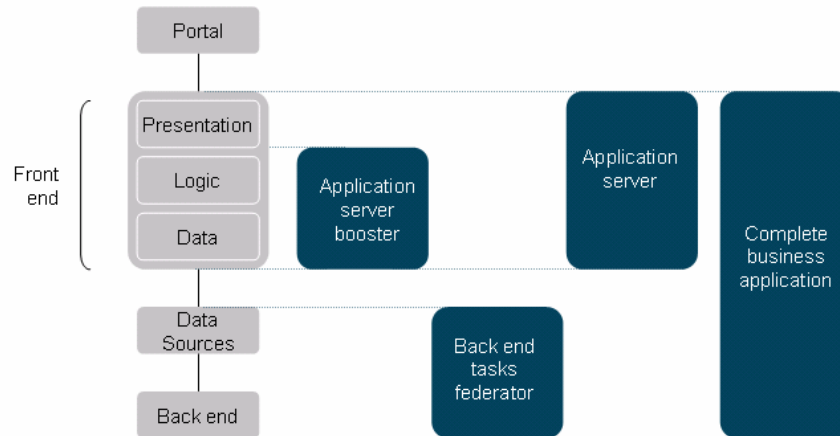 Portal
Front
end
Presentation
Logic
Data
Data
Sources
Back end
Application
server
booster
Back end
tasks
federator
Application
server
Complete
business
application